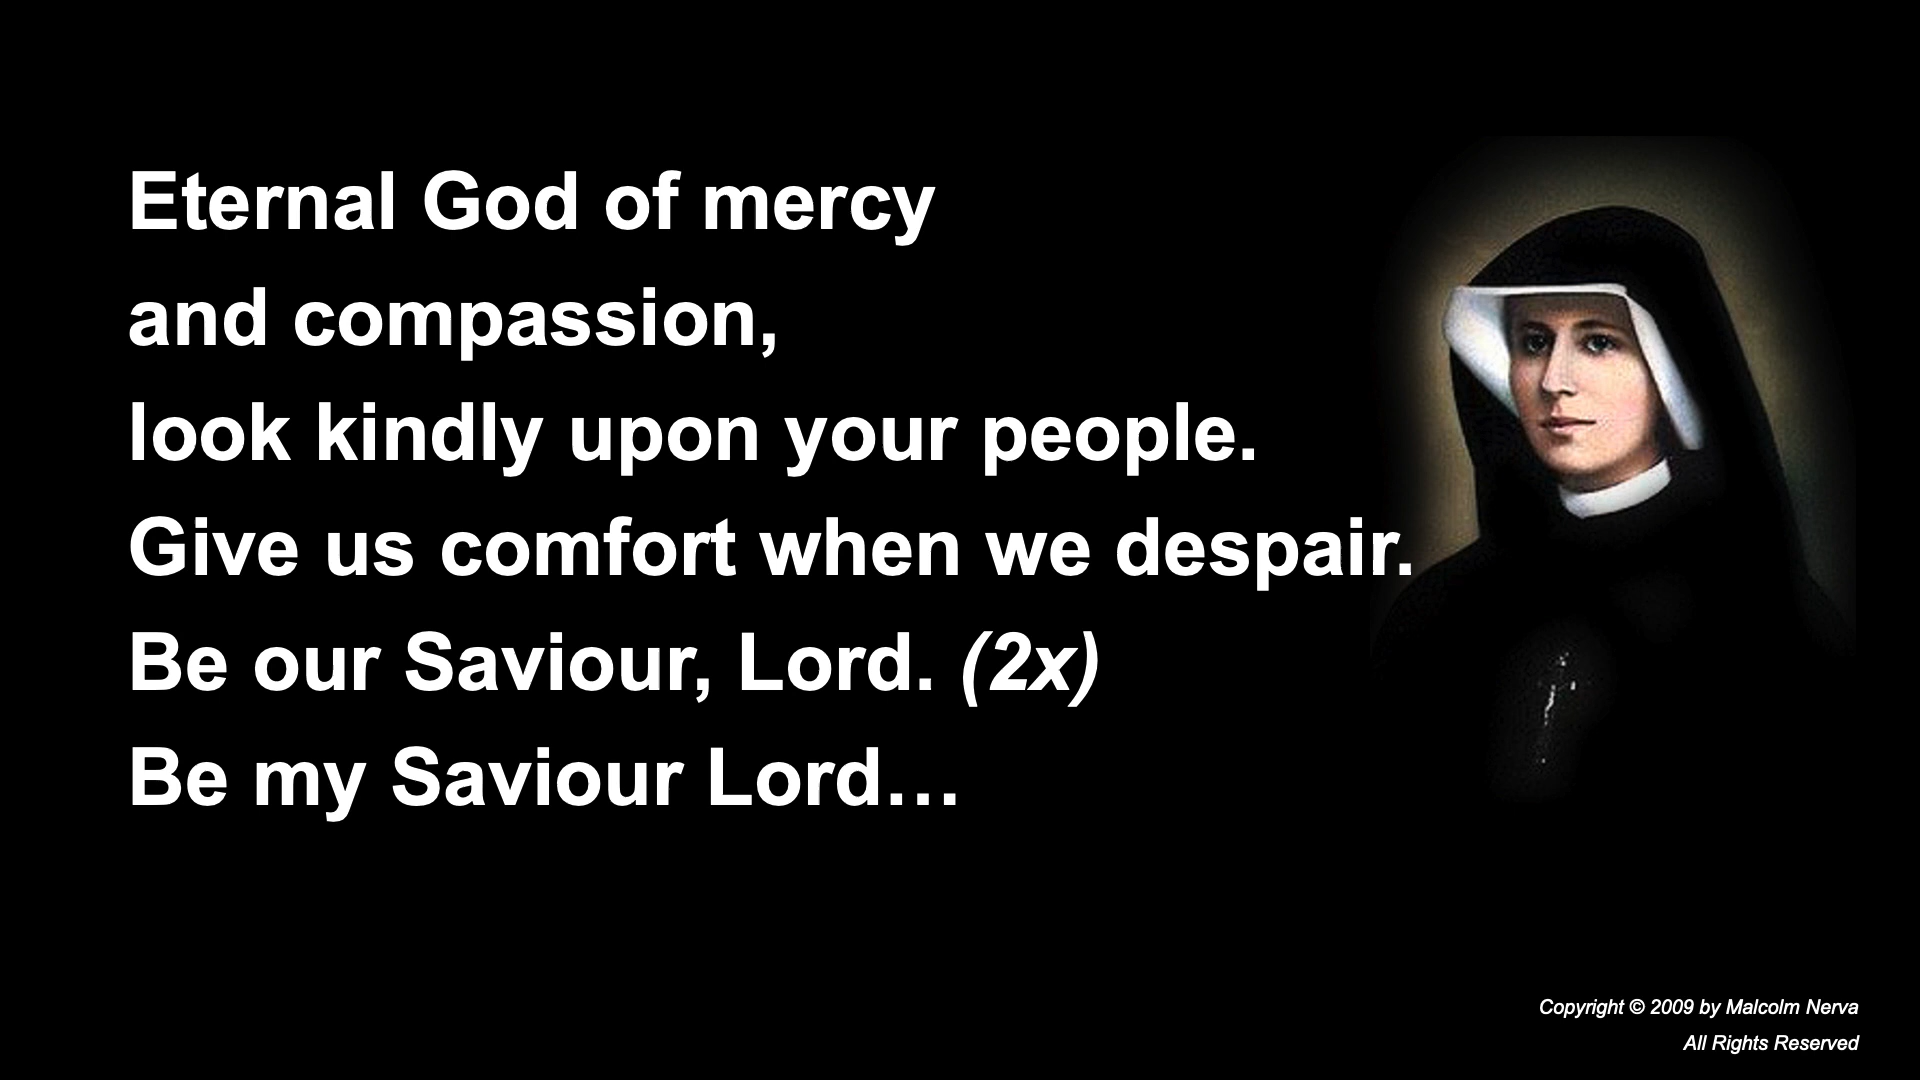 Eternal God of mercy
and compassion,
look kindly upon your people.
Give us comfort when we despair.
Be our Saviour, Lord. (2x)
Be my Saviour Lord…
Copyright © 2009 by Malcolm Nerva
All Rights Reserved